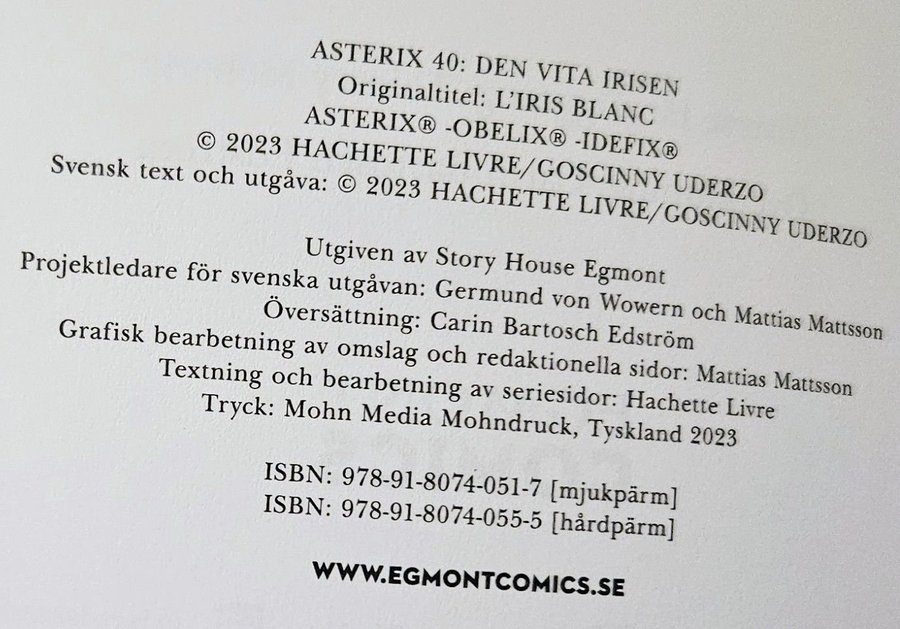 ASTERIX 40: DEN VITA IRISEN
Originaltitel: L'IRIS BLANC
ASTERIX® -OBELIX® -IDEFIX®
© 2023 HACHETTE LIVRE/GOSCINNY UDERZO
Svensk text och utgåva: © 2023 HACHETTE LIVRE/GOSCINNY UDERZO
Utgiven av Story House Egmont
Projektledare för svenska utgåvan: Germund von Wowern och Mattias Mattsson
Översättning: Carin Bartosch Edström
Grafisk bearbetning av omslag och redaktionella sidor: Mattias Mattsson
Textning och bearbetning av seriesidor: Hachette Livre
Tryck: Mohn Media Mohndruck, Tyskland 2023
ISBN: 978-91-8074-051-7 [mjukpärm]
ISBN: 978-91-8074-055-5 [hårdpärm]
WWW.EGMONTCOMICS.SE